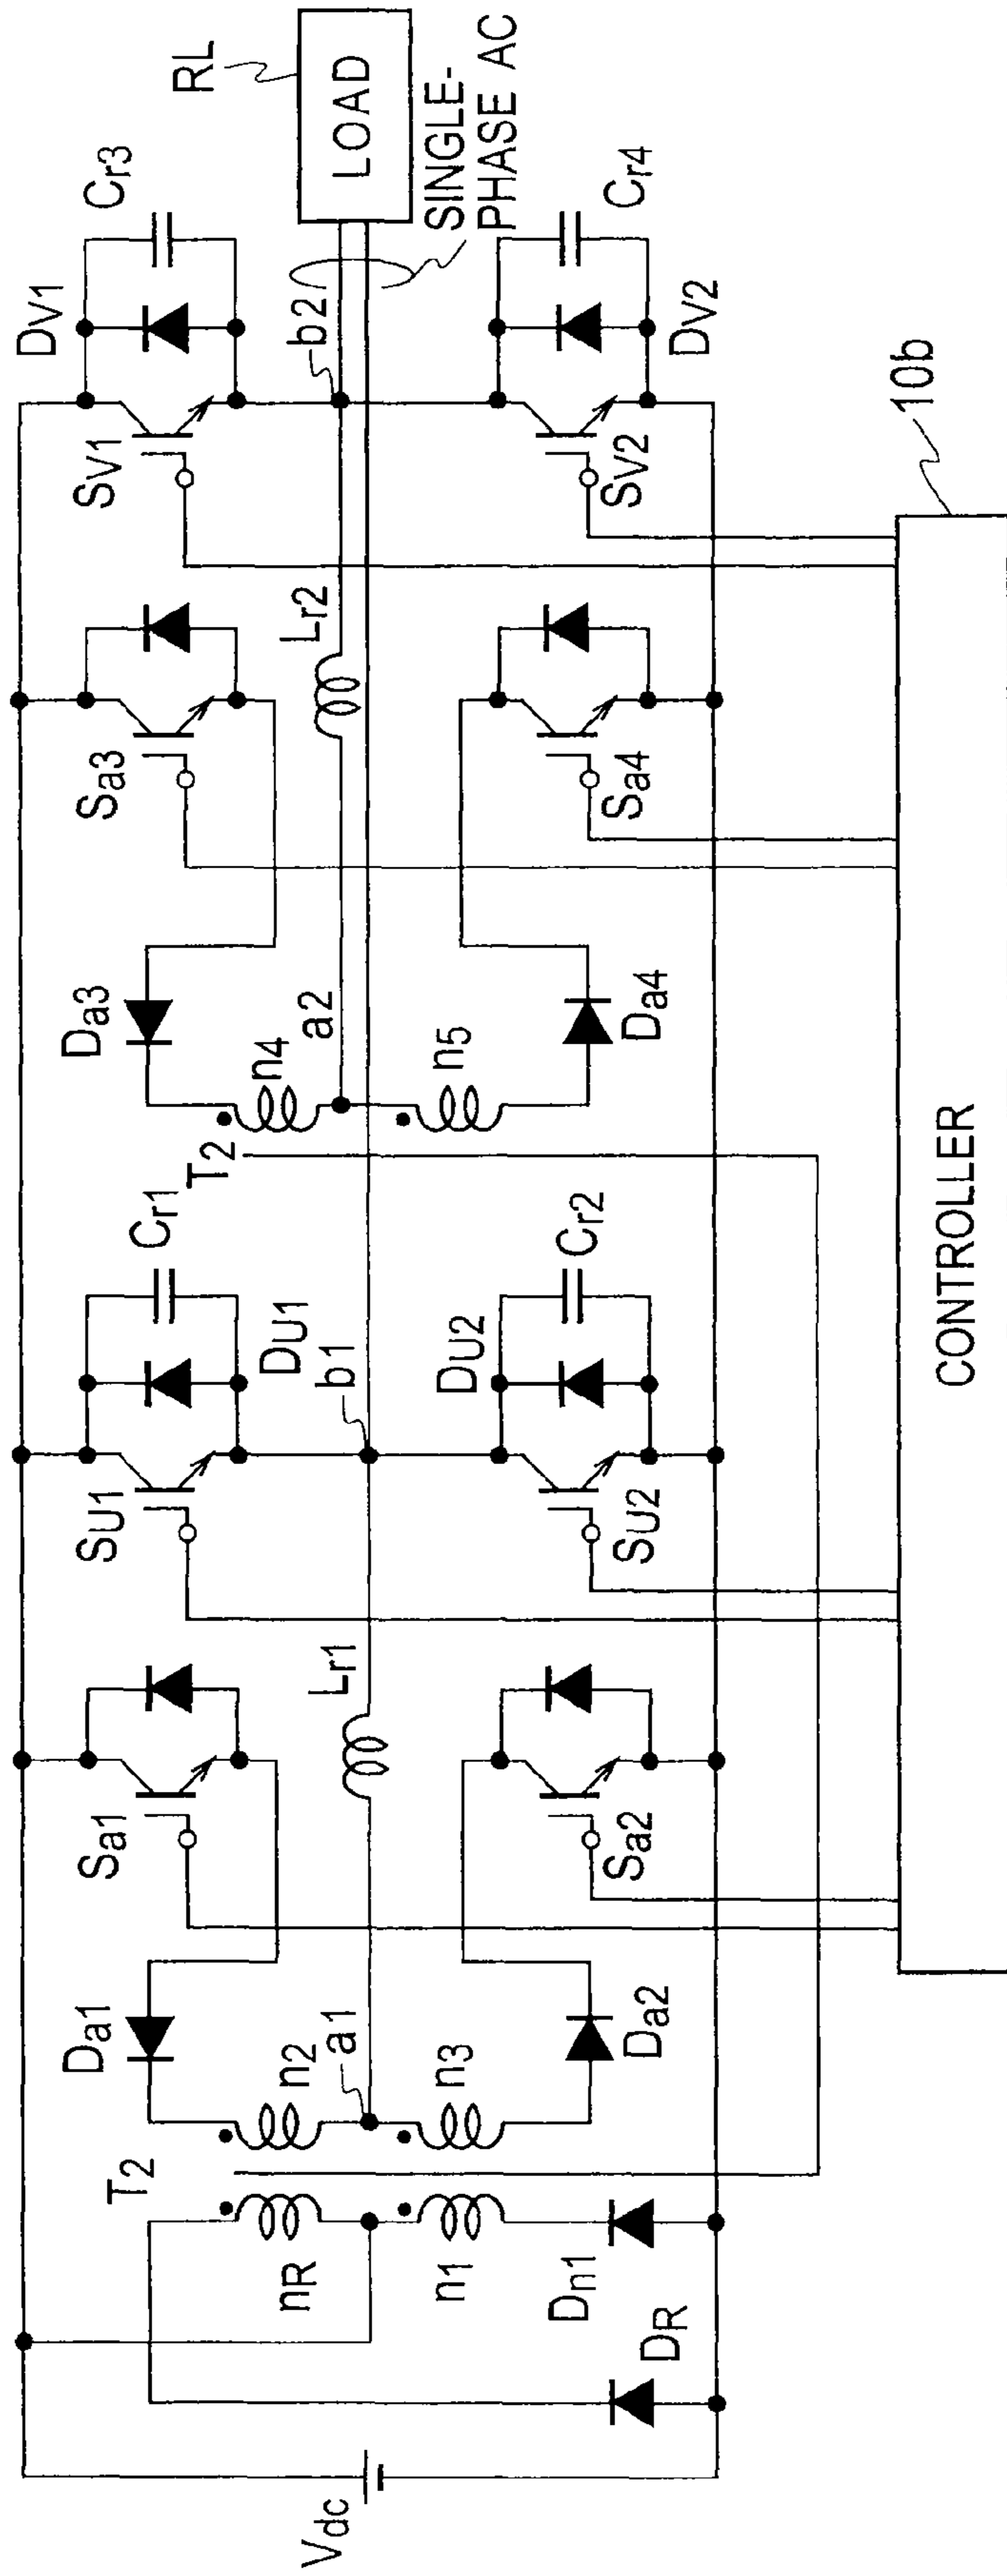 Vdc
DR
Dn1
nR
n1
T2
n2
n3
a1
Da1
Da2
Sa1
Sa2
Lr1
SU1
SU2
DU1
b1
DU2
Cr1
Cr2
T2
n4
n5
a2
Da3
Da4
Sa3
Sa4
Lr2
SV1
SV2
DV1
b2
DV2
Cr3
Cr4
SINGLE-
PHASE AC
RL
LOAD
CONTROLLER
10b